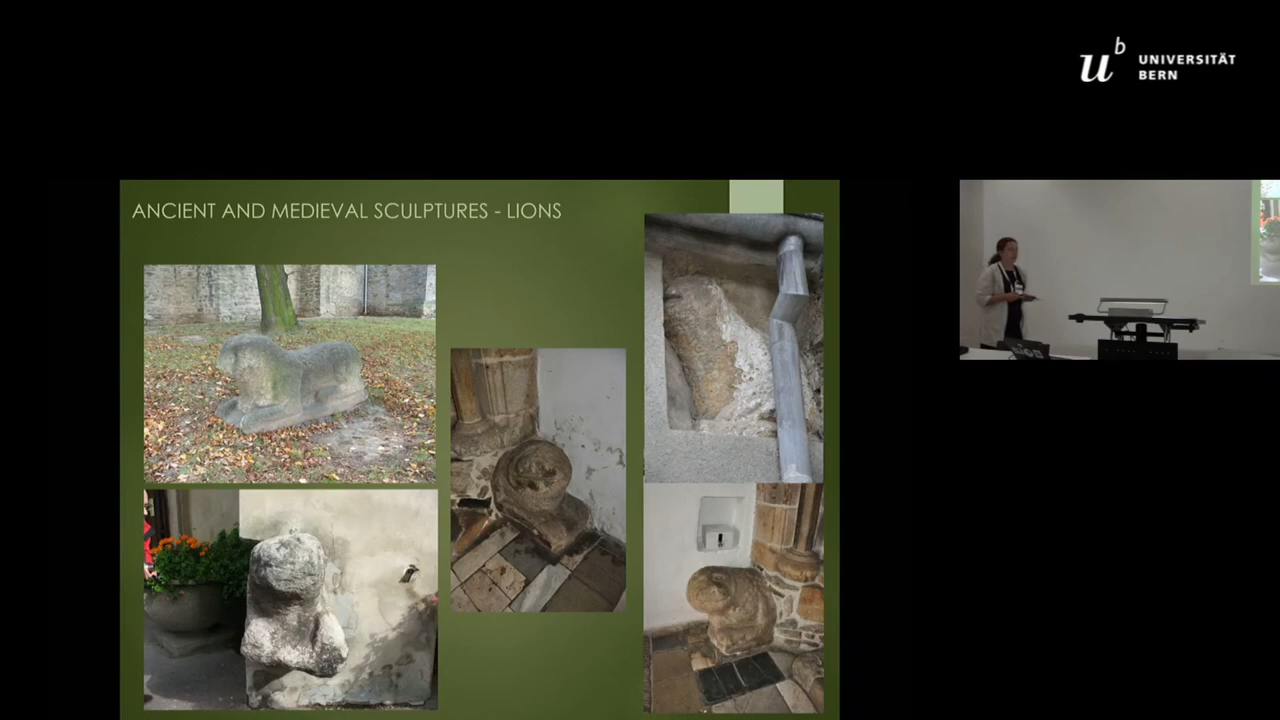 u^b UNIVERSITÄT
BERN
ANCIENT AND MEDIEVAL SCULPTURES - LIONS